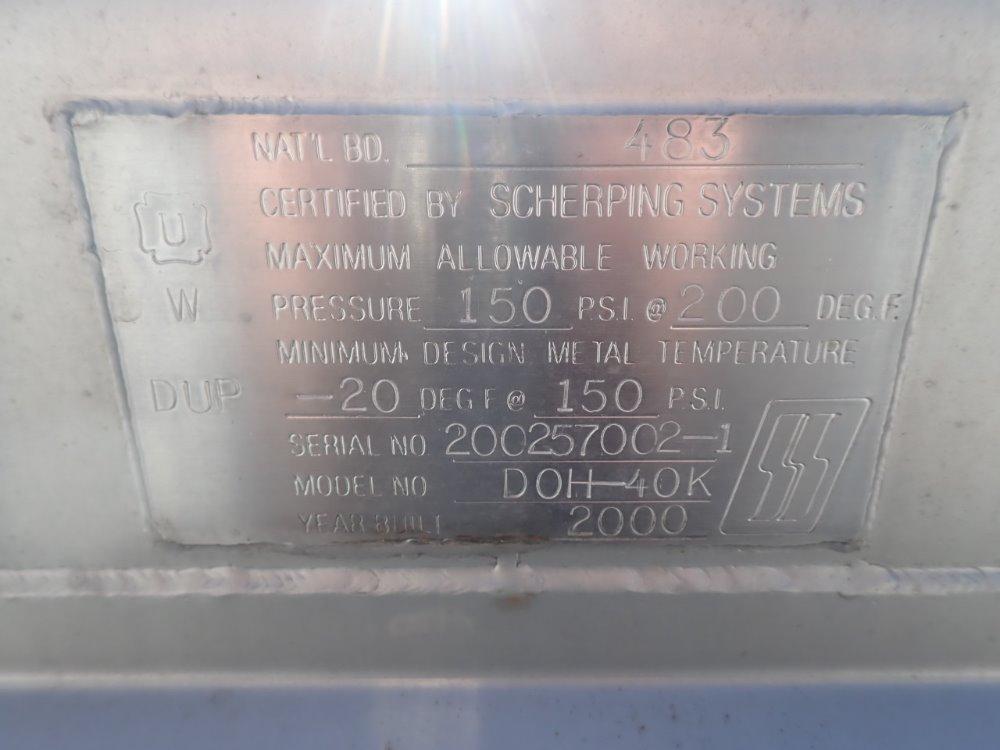 NAT'L BD. 483
CERTIFIED BY SCHERPING SYSTEMS
U
MAXIMUM ALLOWABLE WORKING
W PRESSURE 150 P.S.I. @ 200 DEG.F.
MINIMUM DESIGN METAL TEMPERATURE
DUP -20 DEG F @ 150 P.S.I.
SERIAL NO 200257002-1
MODEL NO DOH-40K
YEAR BUILT 2000
SSS